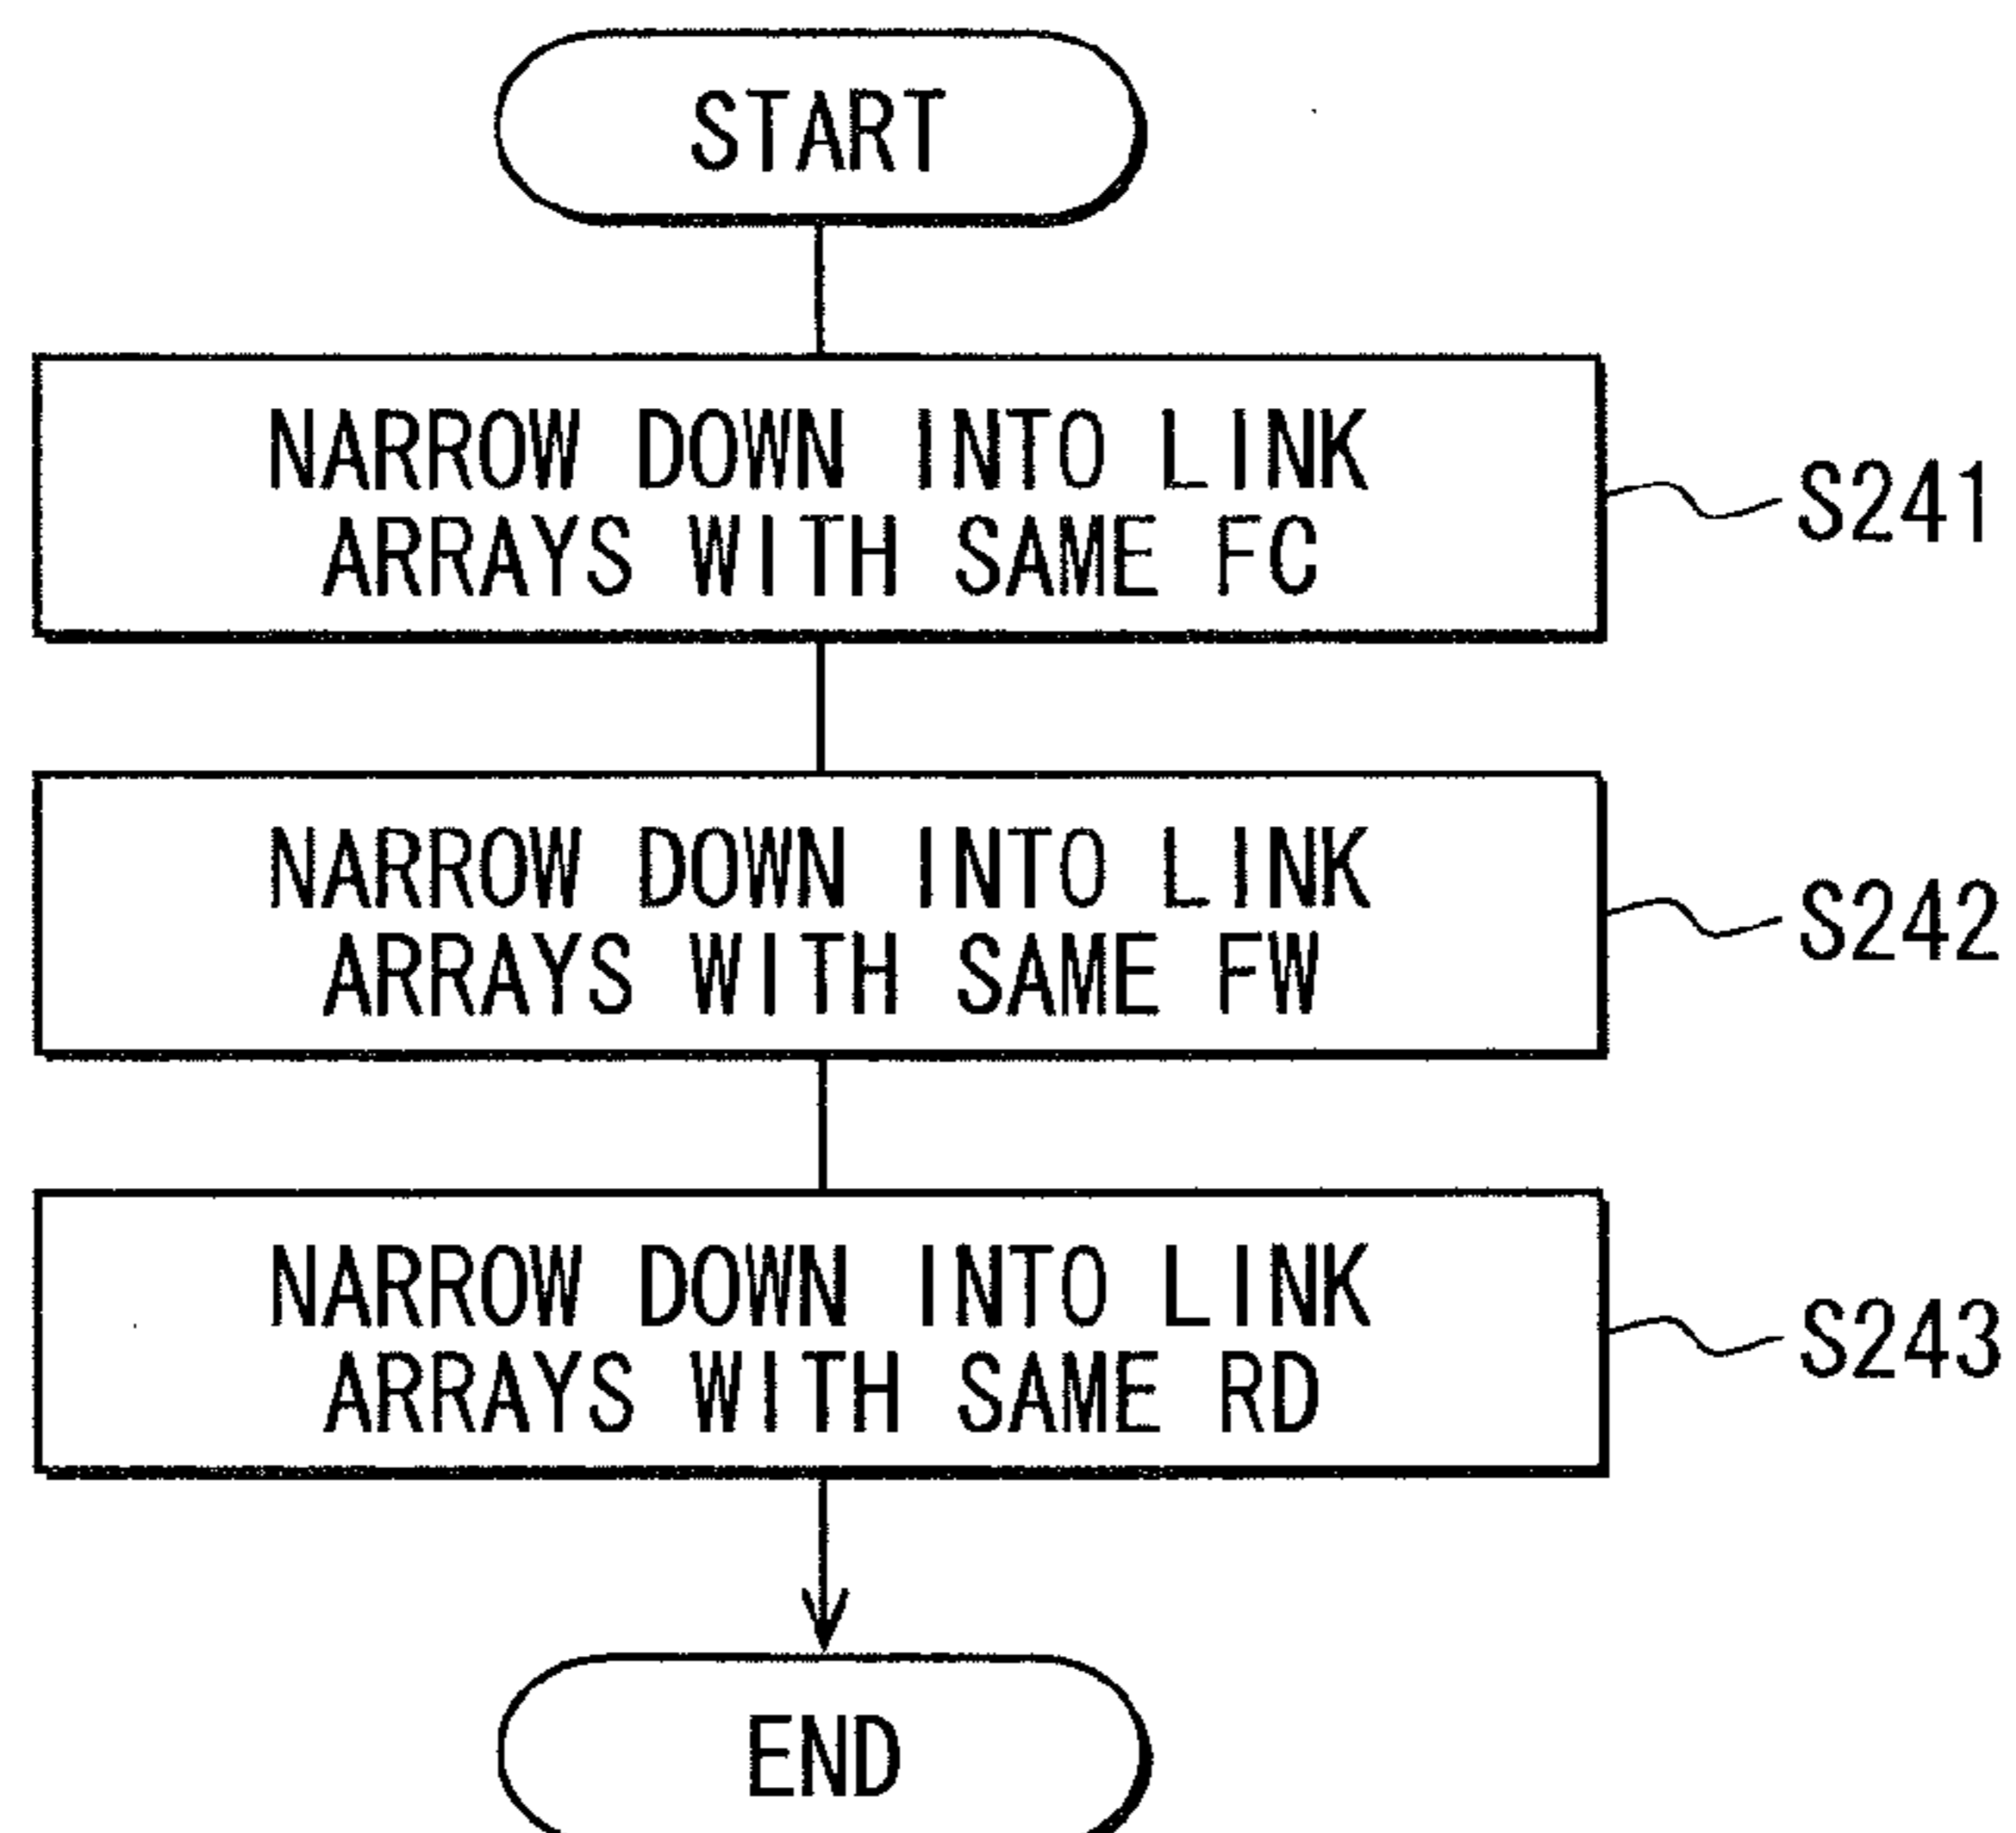 START
NARROW DOWN INTO LINK
ARRAYS WITH SAME FC
S241
NARROW DOWN INTO LINK
ARRAYS WITH SAME FW
S242
NARROW DOWN INTO LINK
ARRAYS WITH SAME RD
S243
END